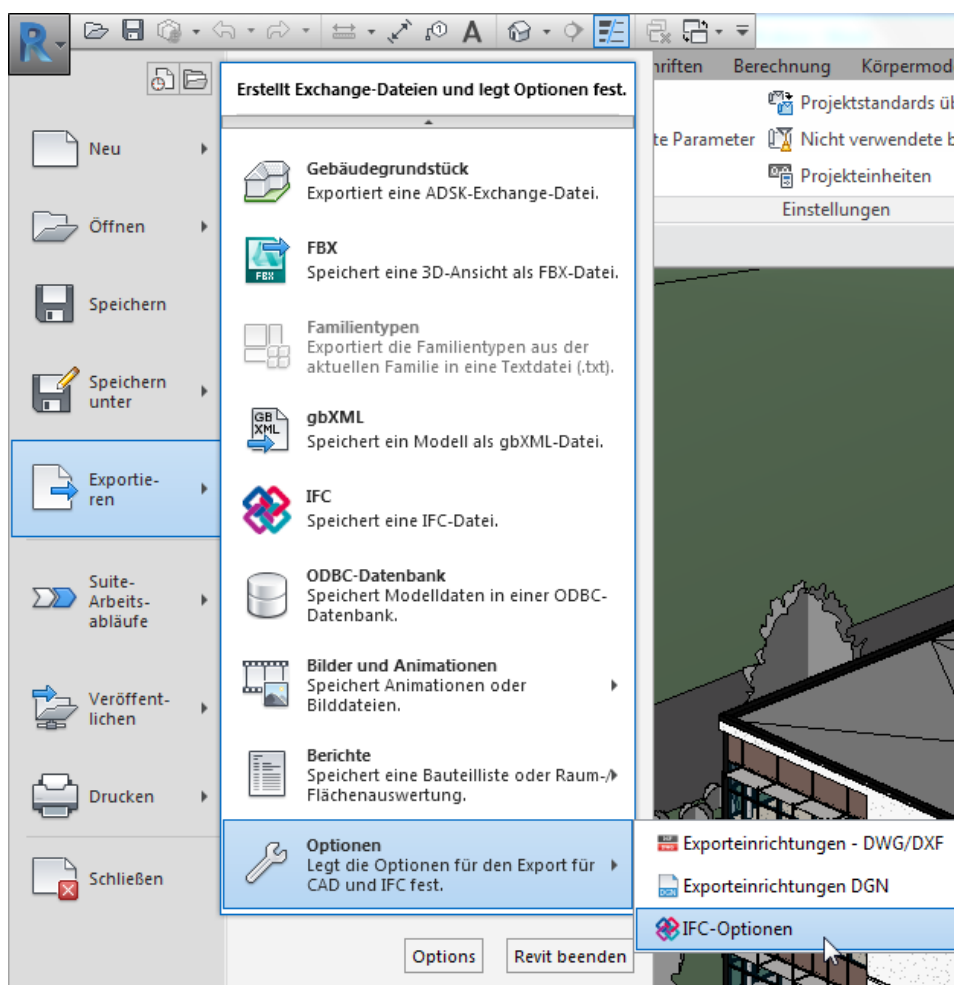 R
A
Neu
Öffnen
Speichern
Speichern
unter
Exportie-
ren
Suite-
Arbeits-
abläufe
Veröffent-
lichen
Drucken
Schließen
Erstellt Exchange-Dateien und legt Optionen fest.
Gebäudegrundstück
Exportiert eine ADSK-Exchange-Datei.
FBX
FBX
Speichert eine 3D-Ansicht als FBX-Datei.
Familientypen
Exportiert die Familientypen aus der
aktuellen Familie in eine Textdatei (.txt).
GB
XML
gbXML
Speichert ein Modell als gbXML-Datei.
IFC
Speichert eine IFC-Datei.
ODBC-Datenbank
Speichert Modelldaten in einer ODBC-
Datenbank.
Bilder und Animationen
Speichert Animationen oder
Bilddateien.
Berichte
Speichert eine Bauteilliste oder Raum-/
Flächenauswertung.
Optionen
Legt die Optionen für den Export für
CAD und IFC fest.
Options
Revit beenden
riften Berechnung Körpermod
Projektstandards üb
te Parameter Nicht verwendete b
Projekteinheiten
Einstellungen
Exporteinrichtungen - DWG/DXF
DGN
Exporteinrichtungen DGN
IFC-Optionen